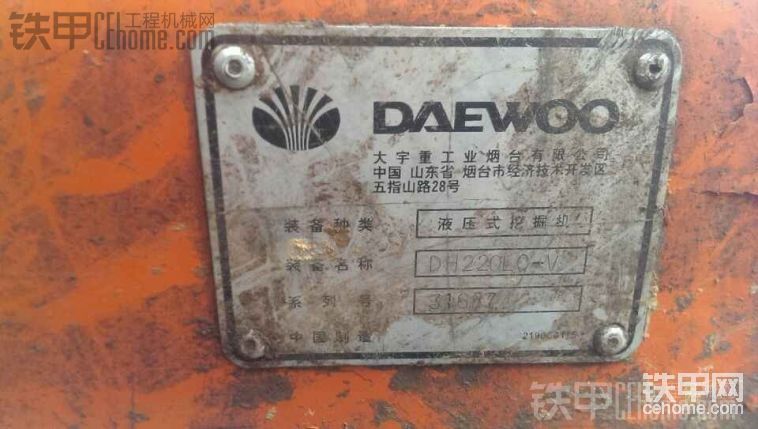 铁甲 工程机械网
CEhome.com
DAEWOO
大宇重工业烟台有限公司
中国 山东省 烟台市经济技术开发区
五指山路28号
装备种类 液压式挖掘机
装备名称 DH220LC-V
系列号
中国制造
铁甲网
cehome.com